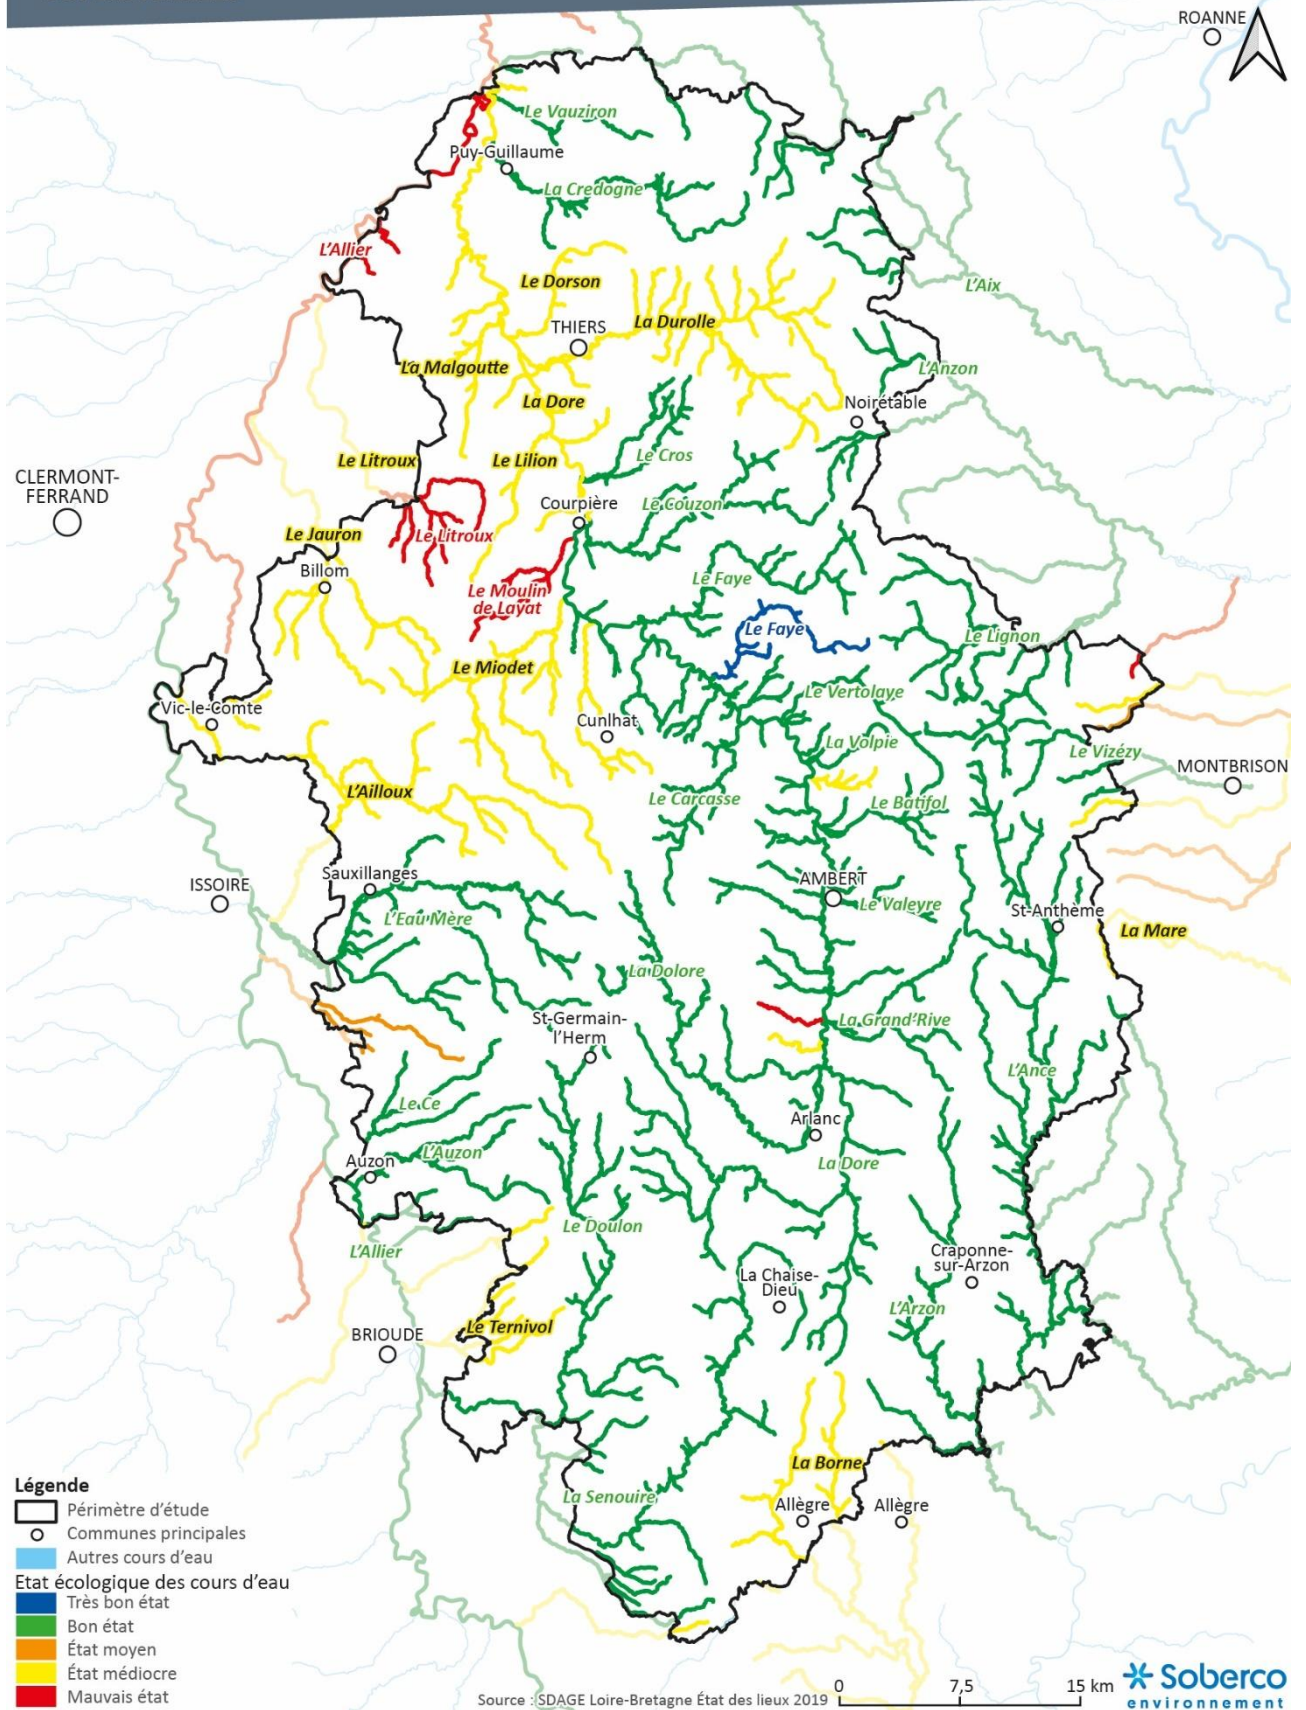 ROANNE
Le Vauziron
Puy-Guillaume
La Credogne
L'Allier
Le Dorson
L'Aix
THIERS
La Durolle
La Malgoutte
L'Anzon
La Dore
Noirétable
Le Cros
Le Litroux
Le Lilion
CLERMONT-
FERRAND
Courpière
Le Couzon
Le Jauron
Le Litroux
Billom
Le Faye
Le Moulin
de Layat
Le Faye
Le Lignon
Le Miodet
Le Vertolaye
Vic-le-Comte
Cunlhat
La Volpie
Le Vizézy
MONTBRISON
L'Ailloux
Le Carcasse
Le Batifol
Sauxillanges
ISSOIRE
AMBERT
Le Valeyre
St-Anthème
L'Eau Mère
La Mare
La Dolore
St-Germain-
l'Herm
La Grand'Rive
L'Ance
Le Ce
Arlanc
L'Auzon
Auzon
La Dore
Le Doulon
L'Allier
Craponne-
sur-Arzon
La Chaise-
Dieu
L'Arzon
Le Ternivol
BRIOUDE
La Borne
La Senouire
Allègre
Allègre
Légende
Périmètre d'étude
Communes principales
Autres cours d'eau
Etat écologique des cours d'eau
Très bon état
Bon état
État moyen
État médiocre
Mauvais état
Source : SDAGE Loire-Bretagne État des lieux 2019
0 7,5 15 km
Soberco
environnement